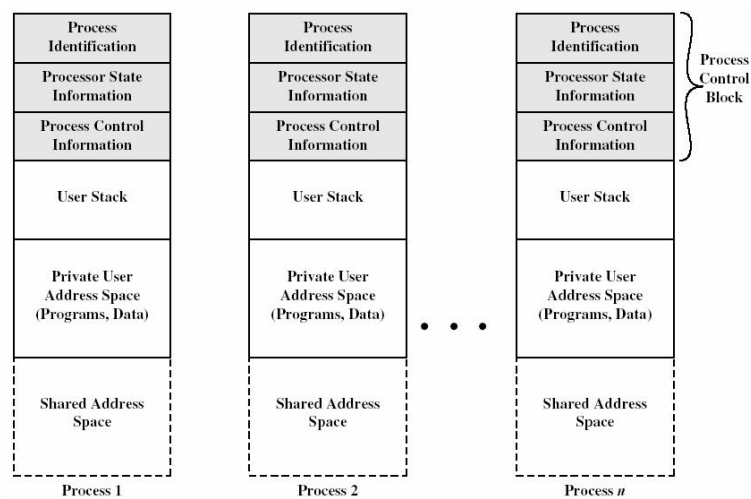 Process
Identification
Processor State
Information
Process Control
Information
User Stack
Private User
Address Space
(Programs, Data)
Shared Address
Space
Process 1
Process
Identification
Processor State
Information
Process Control
Information
User Stack
Private User
Address Space
(Programs, Data)
Shared Address
Space
Process 2
Process
Identification
Processor State
Information
Process Control
Information
User Stack
Private User
Address Space
(Programs, Data)
Shared Address
Space
Process n
Process
Control
Block